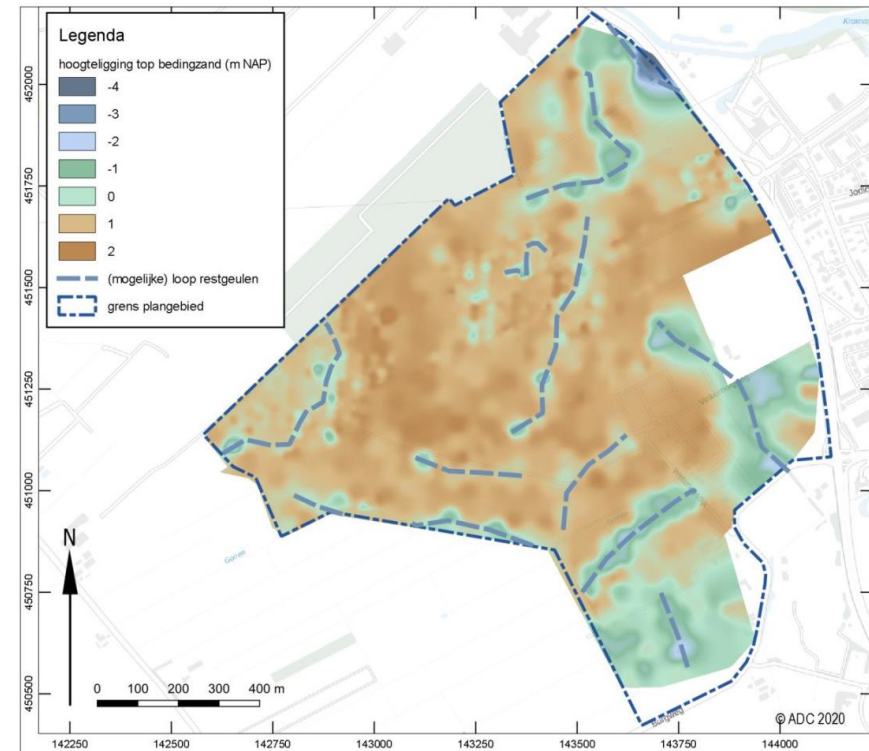 Legenda
hoogteligging top bedingzand (m NAP)
-4
-3
-2
-1
0
1
2
(mogelijke) loop restgeulen
grens plangebied
452000
451750
451500
451250
451000
450750
450500
N
0 100 200 300 400 m
© ADC 2020
142250 142500 142750 143000 143250 143500 143750 144000